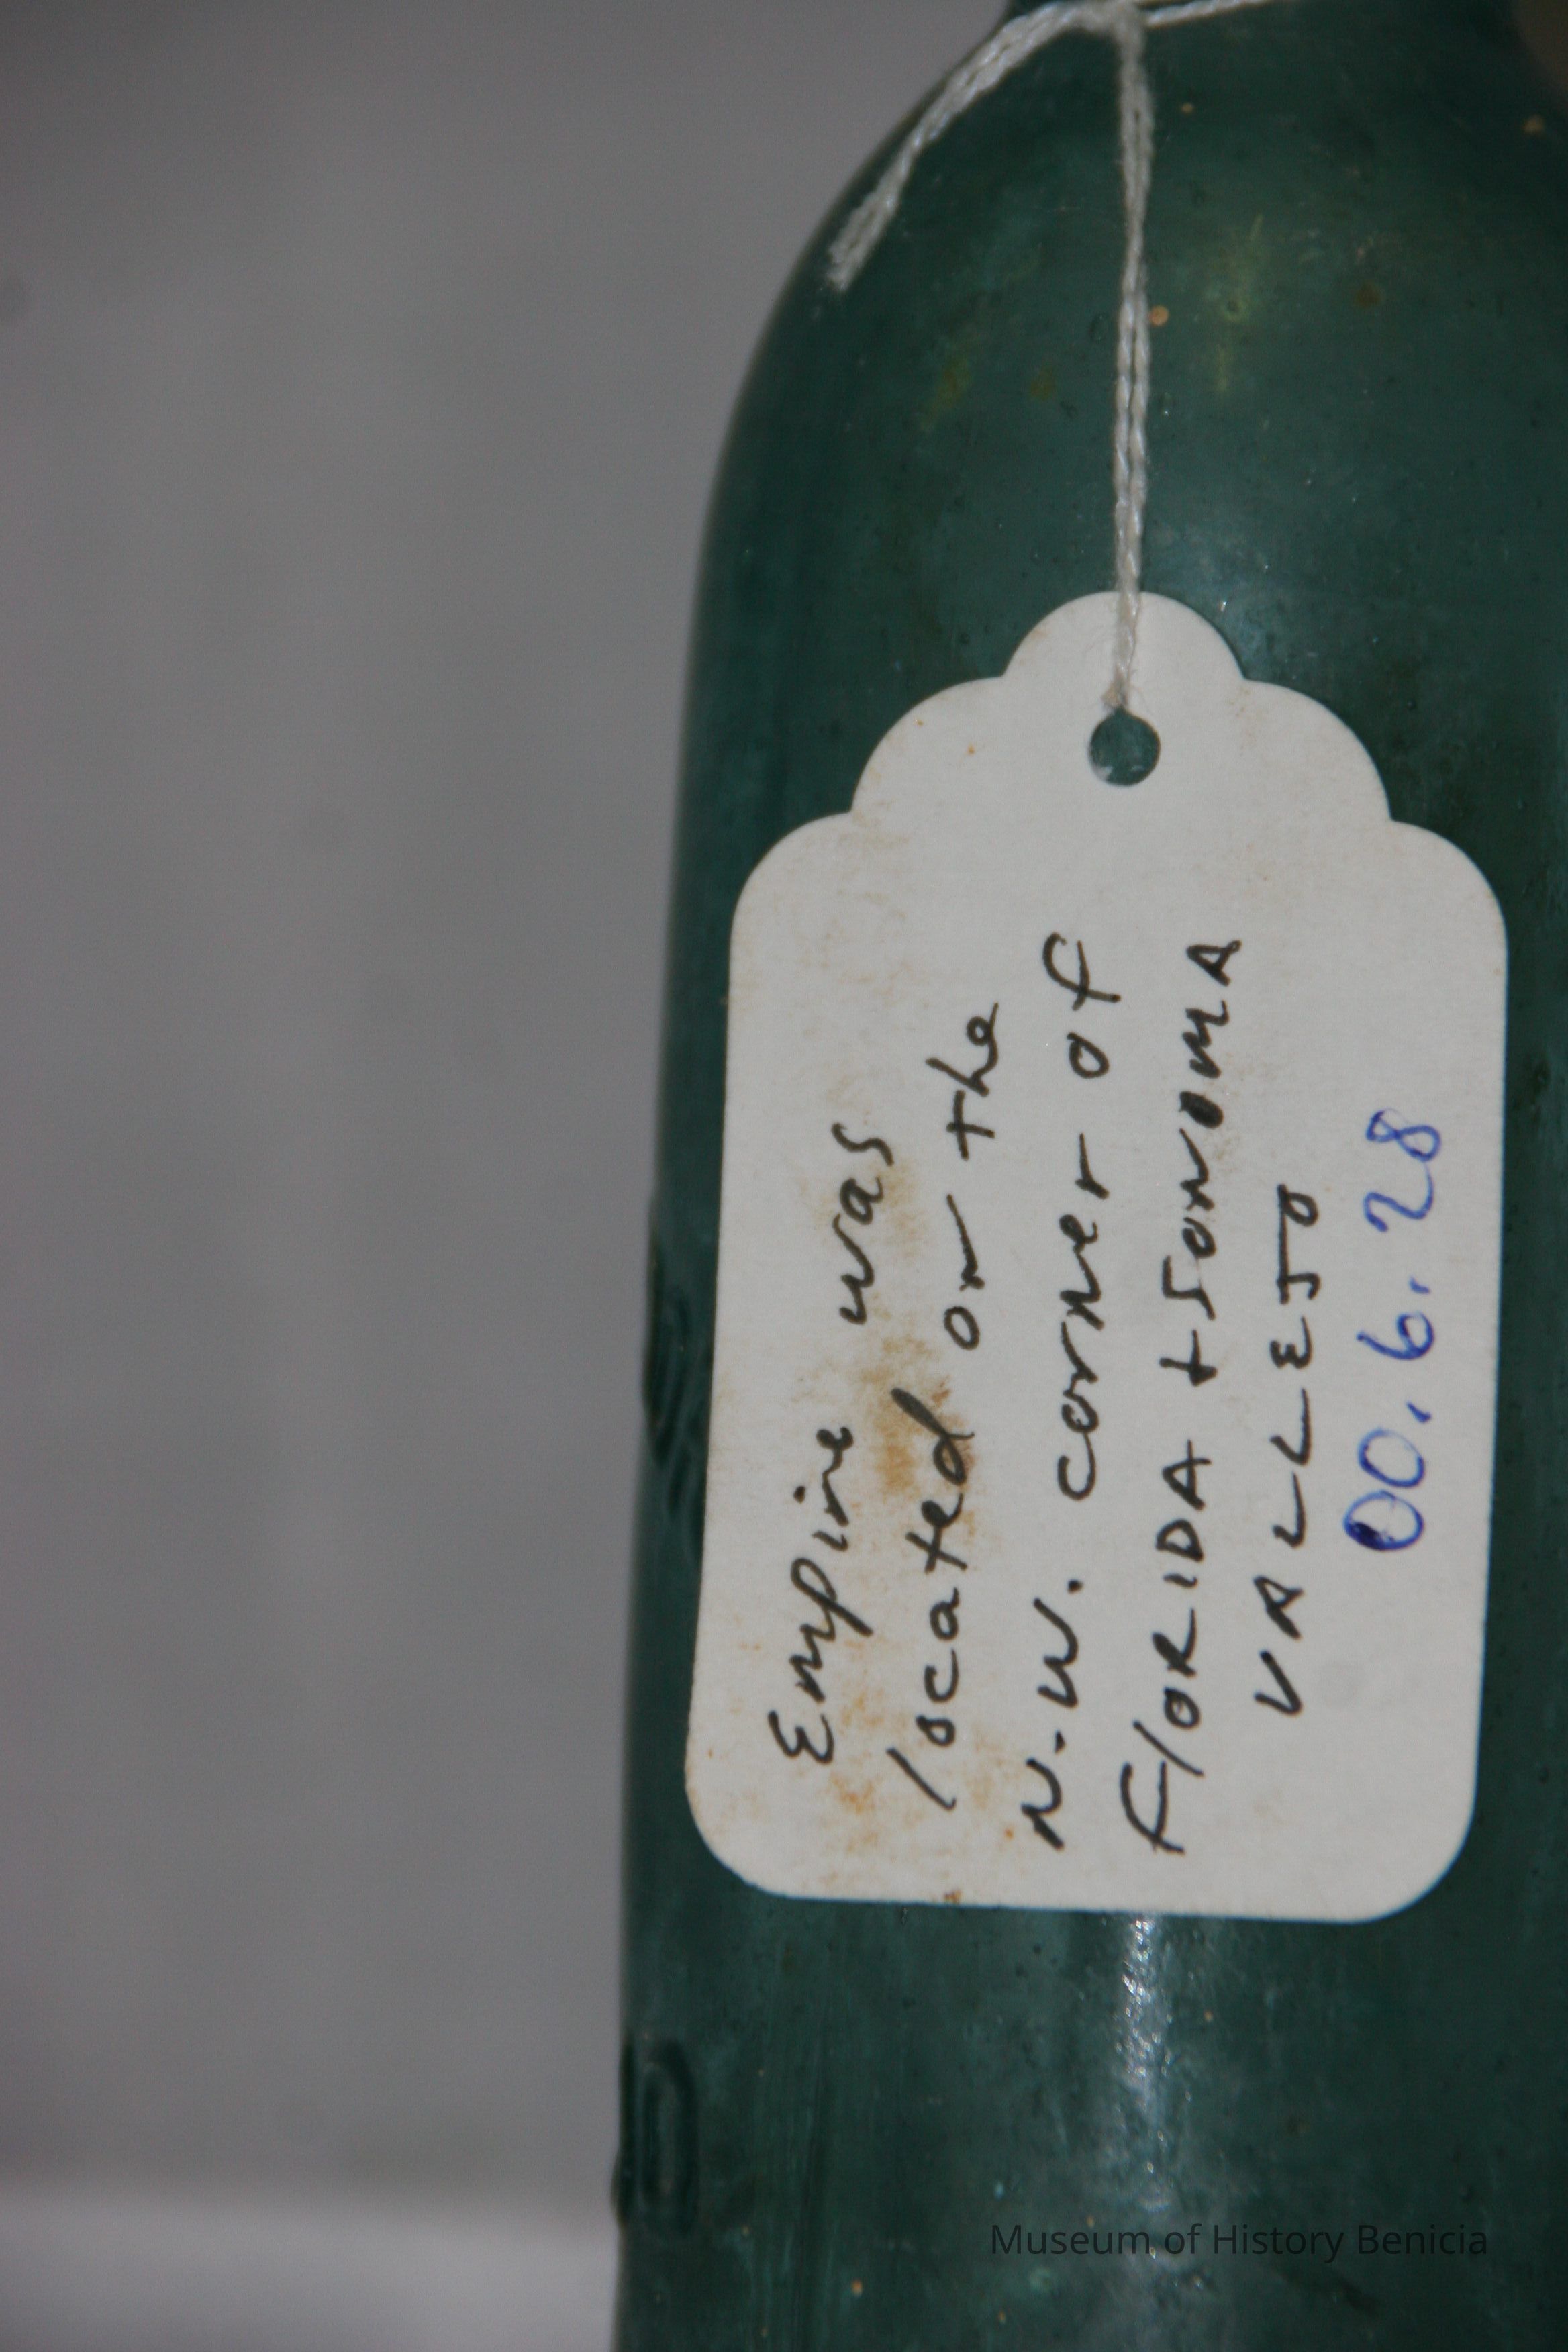 Empire was
located on the
N.W. corner of
FlORIDA + SONOMA
VALLEJO
00.6.28
Museum of History Benicia